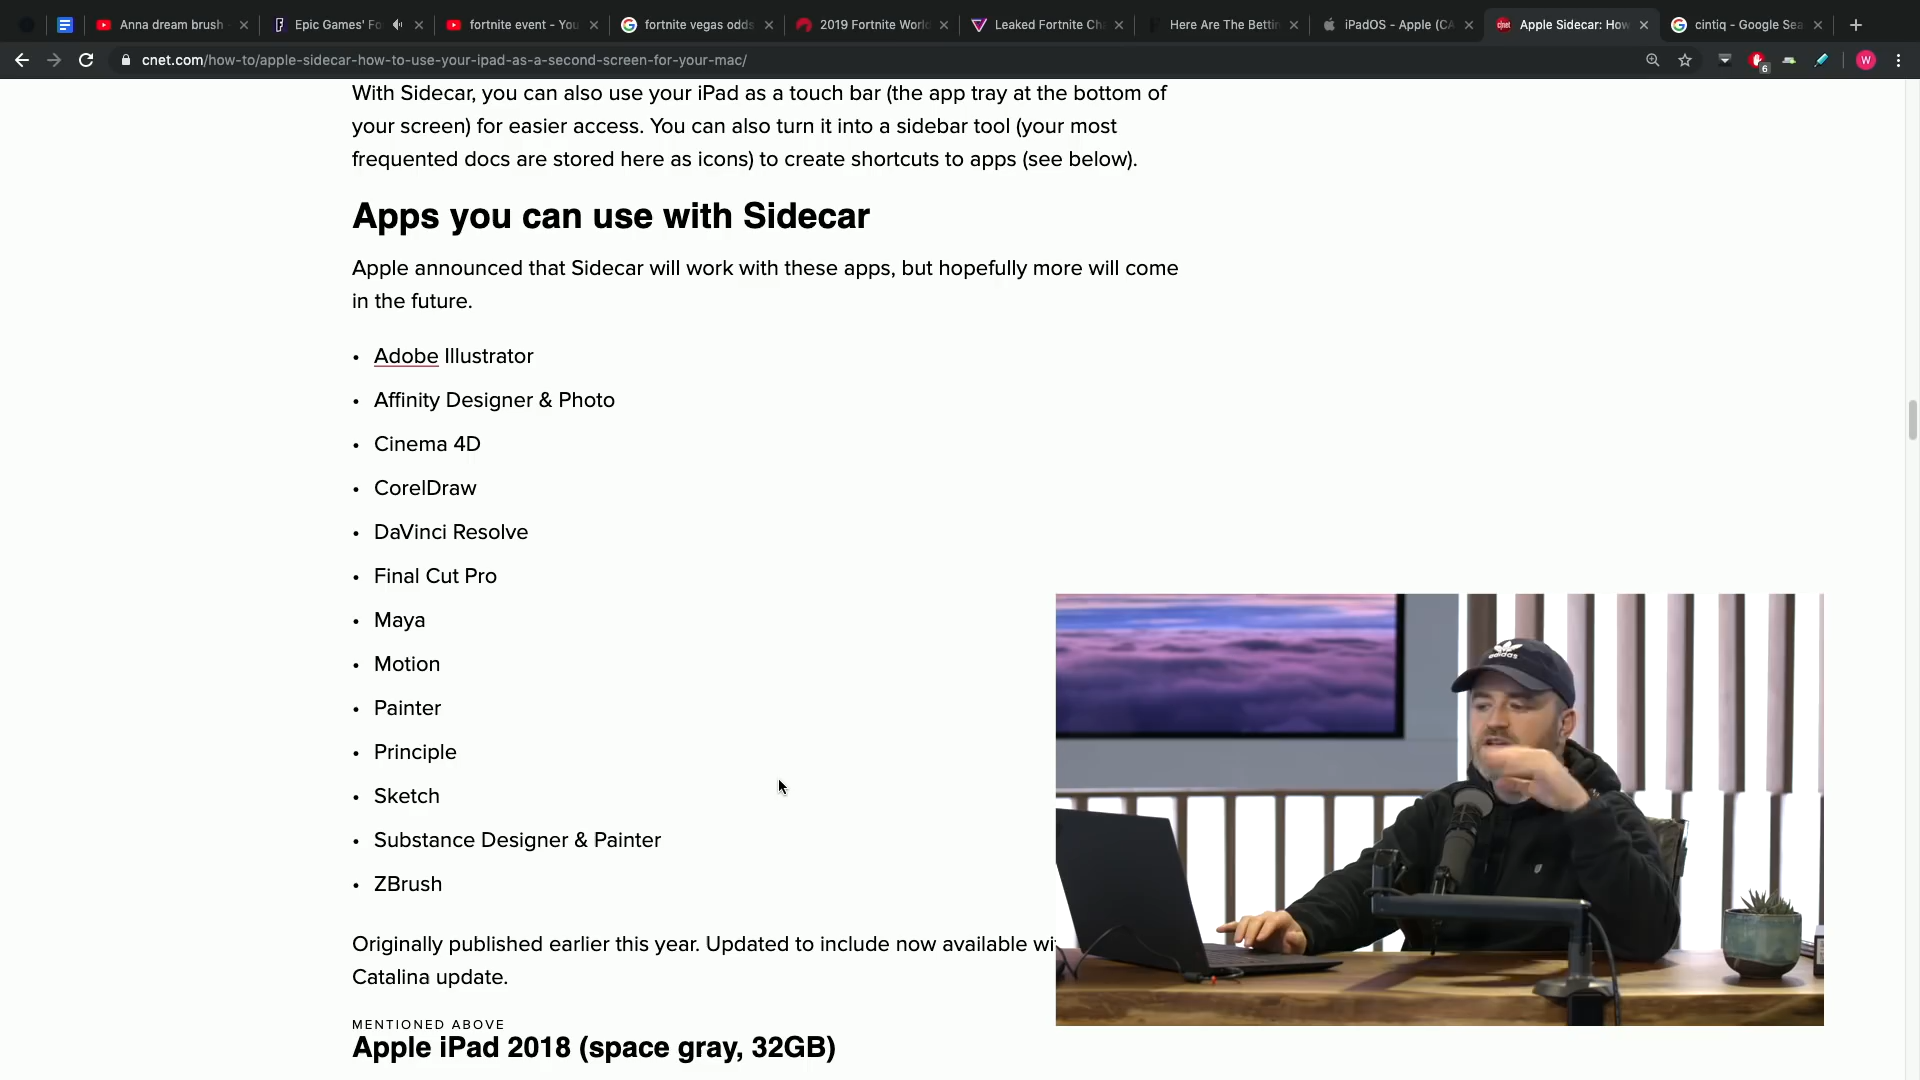 Anna dream brush
Epic Games' Fo
fortnite event - You
fortnite vegas odds
2019 Fortnite World
Leaked Fortnite Ch
Here Are The Bettin
iPadOS - Apple (CA
Apple Sidecar: How
cintiq - Google Sea
cnet.com/how-to/apple-sidecar-how-to-use-your-ipad-as-a-second-screen-for-your-mac/
6
W
With Sidecar, you can also use your iPad as a touch bar (the app tray at the bottom of
your screen) for easier access. You can also turn it into a sidebar tool (your most
frequented docs are stored here as icons) to create shortcuts to apps (see below).
Apps you can use with Sidecar
Apple announced that Sidecar will work with these apps, but hopefully more will come
in the future.
• Adobe Illustrator
• Affinity Designer & Photo
• Cinema 4D
• CorelDraw
• DaVinci Resolve
• Final Cut Pro
• Maya
• Motion
• Painter
• Principle
• Sketch
• Substance Designer & Painter
• ZBrush
adidas
Originally published earlier this year. Updated to include now available wi
Catalina update.
MENTIONED ABOVE
Apple iPad 2018 (space gray, 32GB)